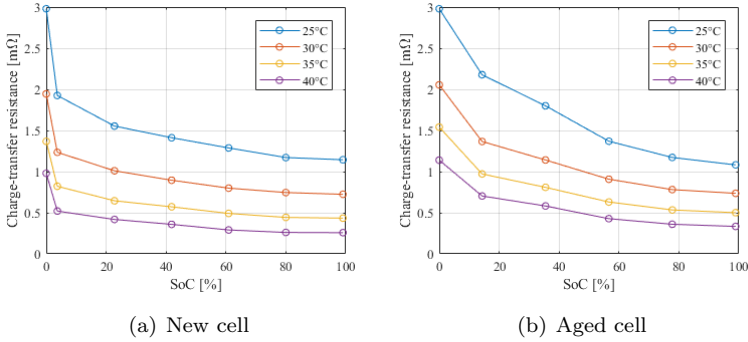 3
2.5
2
1.5
1
0.5
0
Charge-transfer resistance [mΩ]
25°C
30°C
35°C
40°C
0 20 40 60 80 100
SoC [%]
(a) New cell
3
2.5
2
1.5
1
0.5
0
Charge-transfer resistance [mΩ]
25°C
30°C
35°C
40°C
0 20 40 60 80 100
SoC [%]
(b) Aged cell